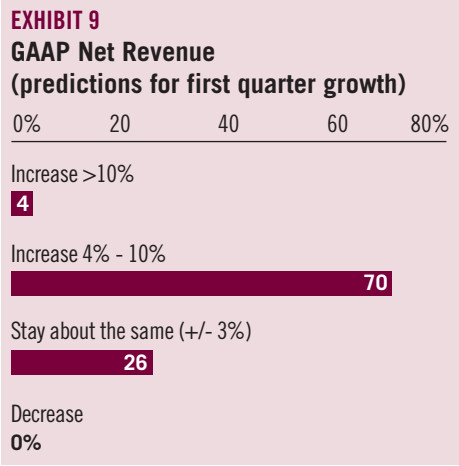 EXHIBIT 9
GAAP Net Revenue
(predictions for first quarter growth)
0% 20 40 60 80%
Increase >10%
4
Increase 4% - 10%
70
Stay about the same (+/- 3%)
26
Decrease
0%